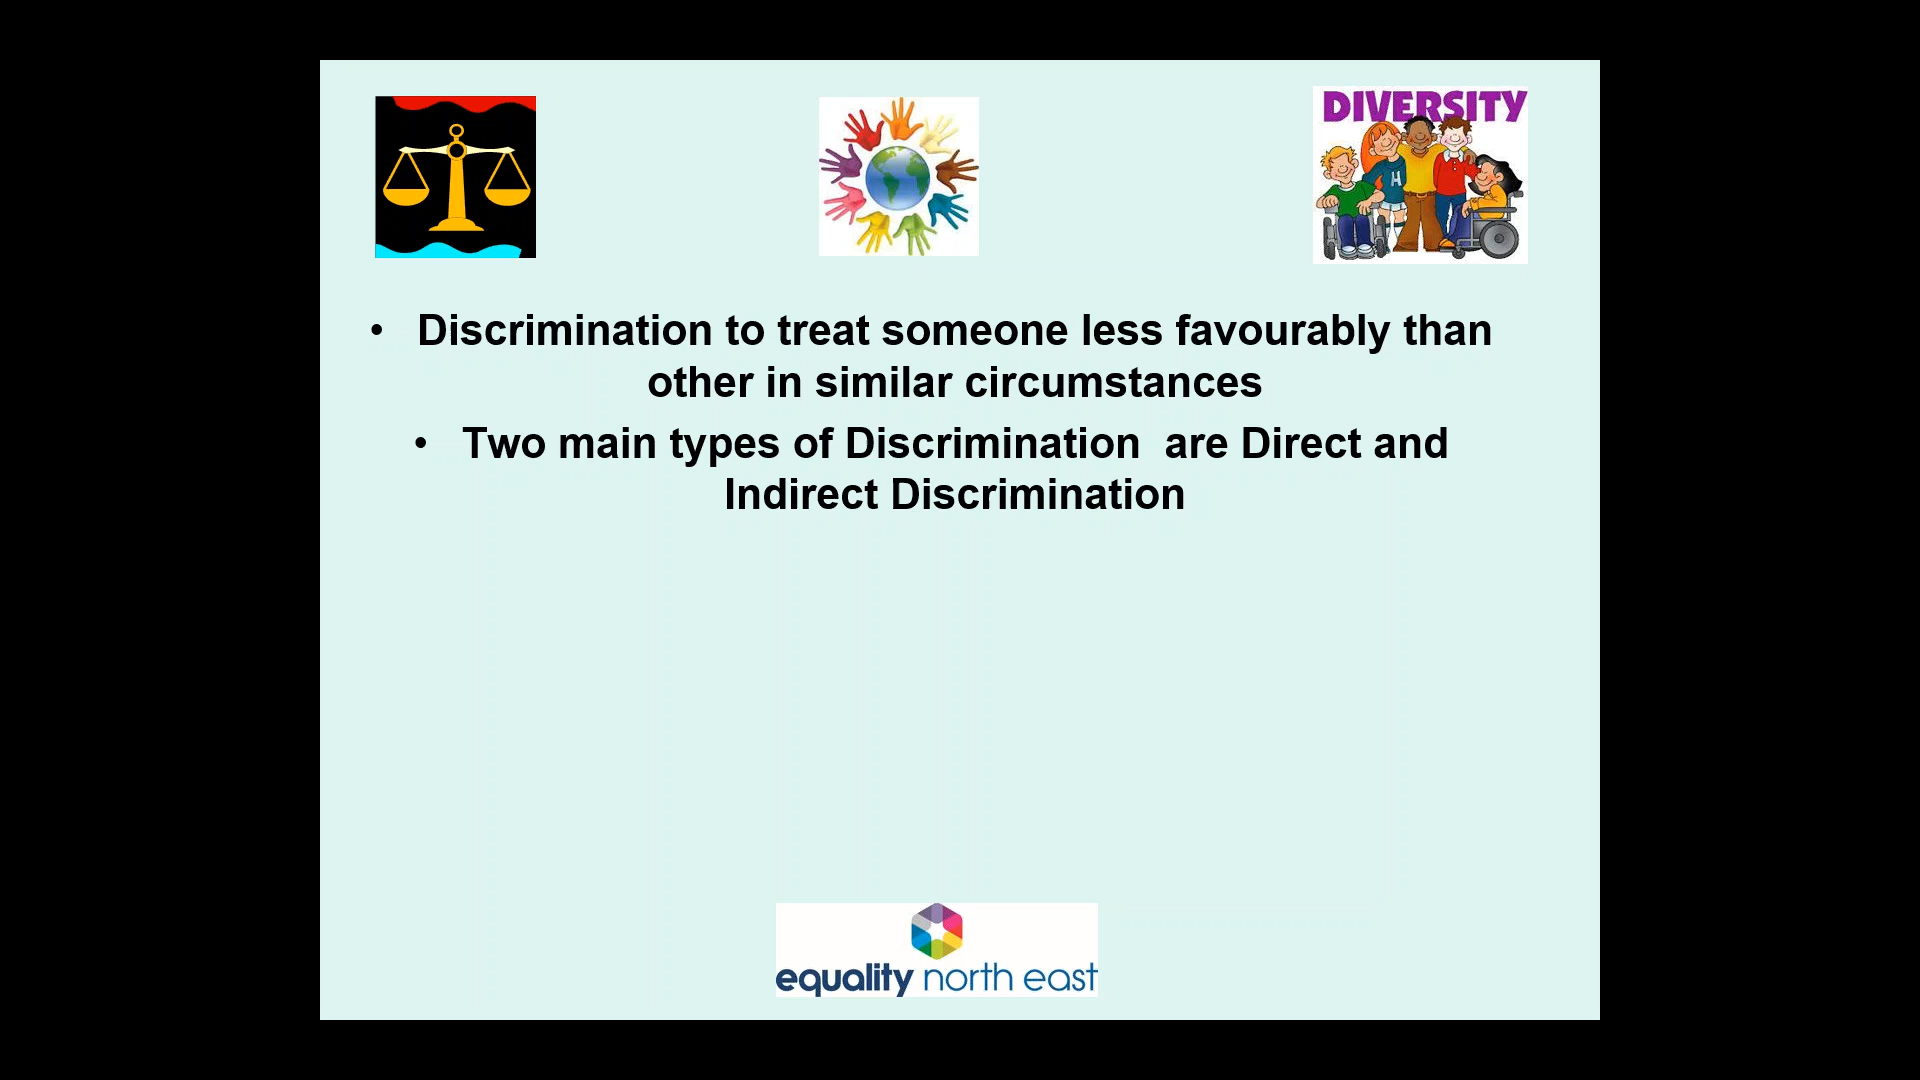 DIVERSITY
H
• Discrimination to treat someone less favourably than
other in similar circumstances
• Two main types of Discrimination  are Direct and
Indirect Discrimination
equality north east